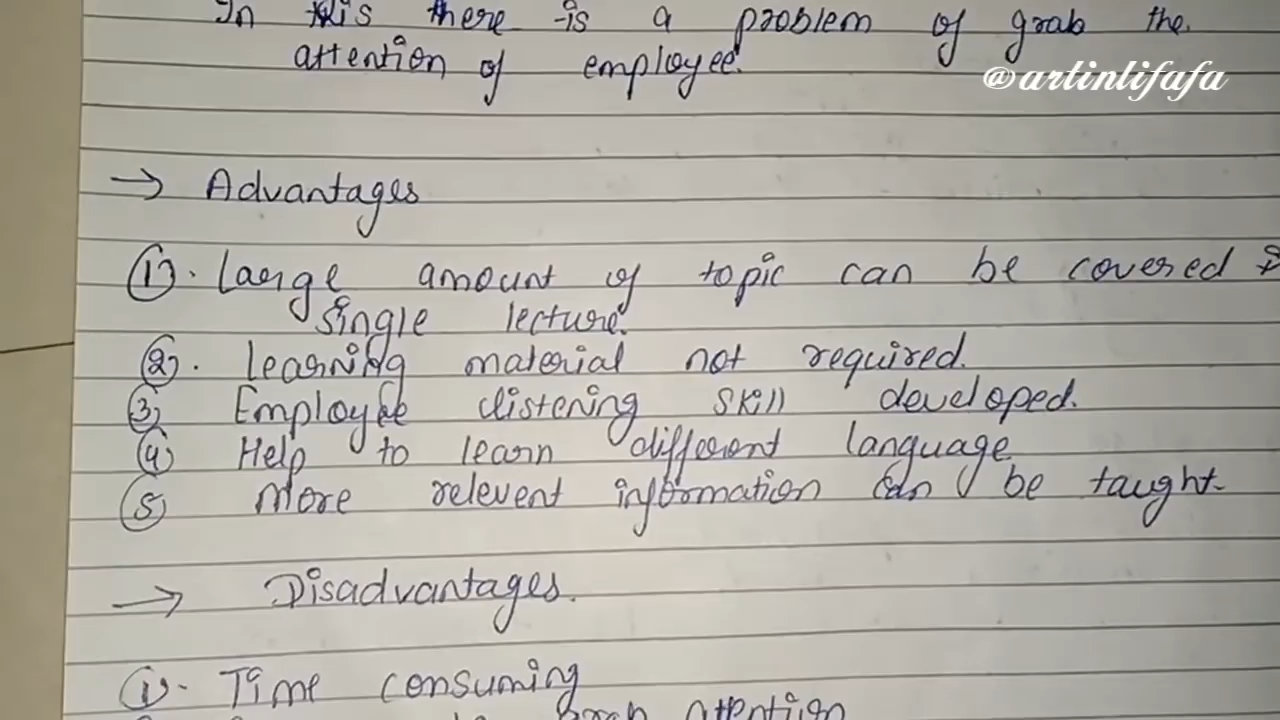 In this there is a problem of grab the
attention of employee.
@artinlifafa
→ Advantages
1). Large amount of topic can be covered
single lecture.
2). learning material not required.
3) Employee listening skill developed.
4) Help to learn different language
5) More relevent information can be taught.
→ Disadvantages.
1). Time consuming
grab attention